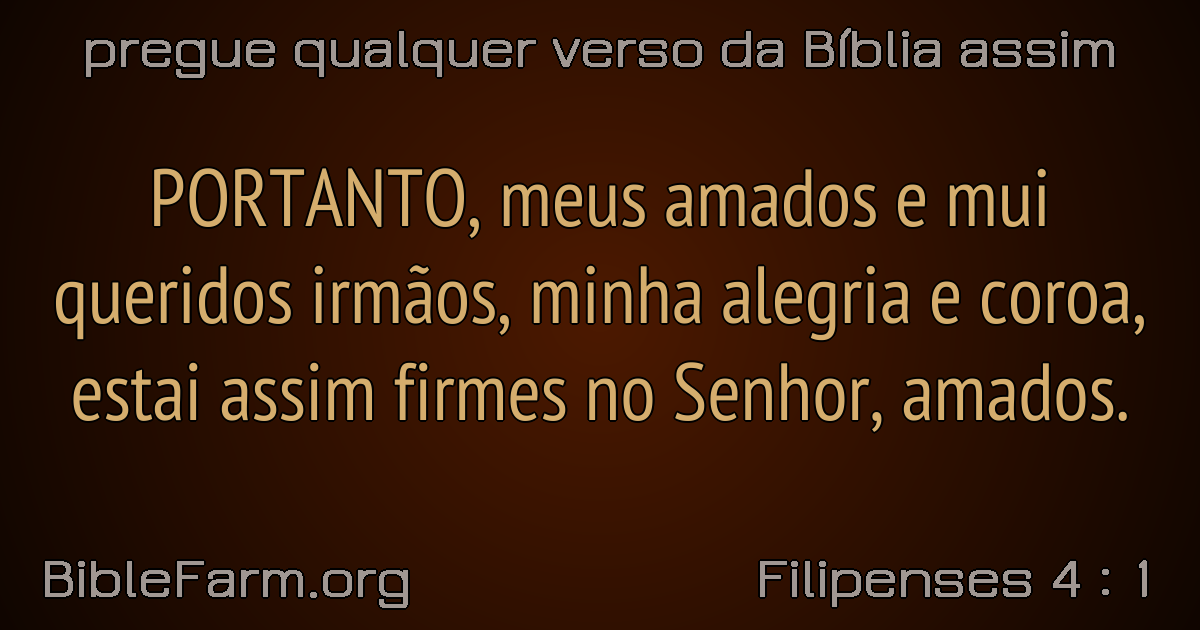 pregue qualquer verso da Bíblia assim
PORTANTO, meus amados e mui
queridos irmãos, minha alegria e coroa,
estai assim firmes no Senhor, amados.
BibleFarm.org
Filipenses 4 : 1